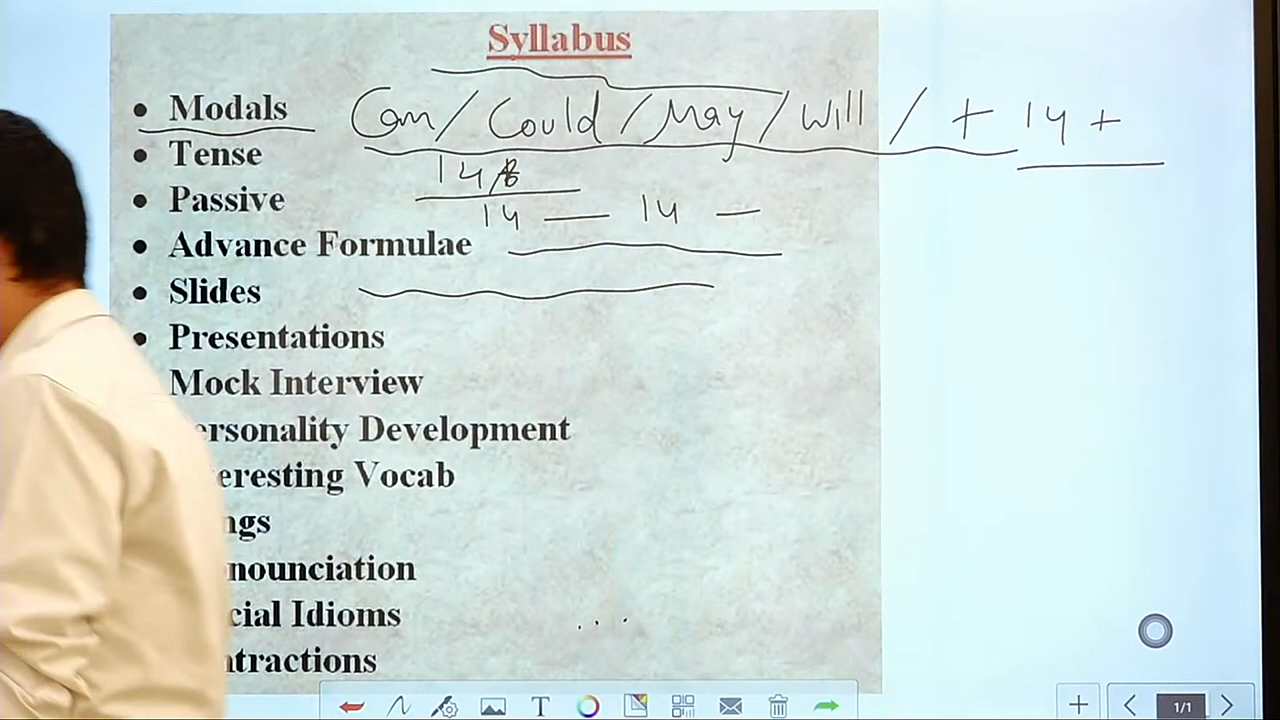 Syllabus
• Modals Can / Could / May / Will / + 14 +
• Tense 14
• Passive 14 — 14 —
• Advance Formulae
• Slides
• Presentations
Mock Interview
ersonality Development
eresting Vocab
ngs
nounciation
cial Idioms
ntractions
T
1/1